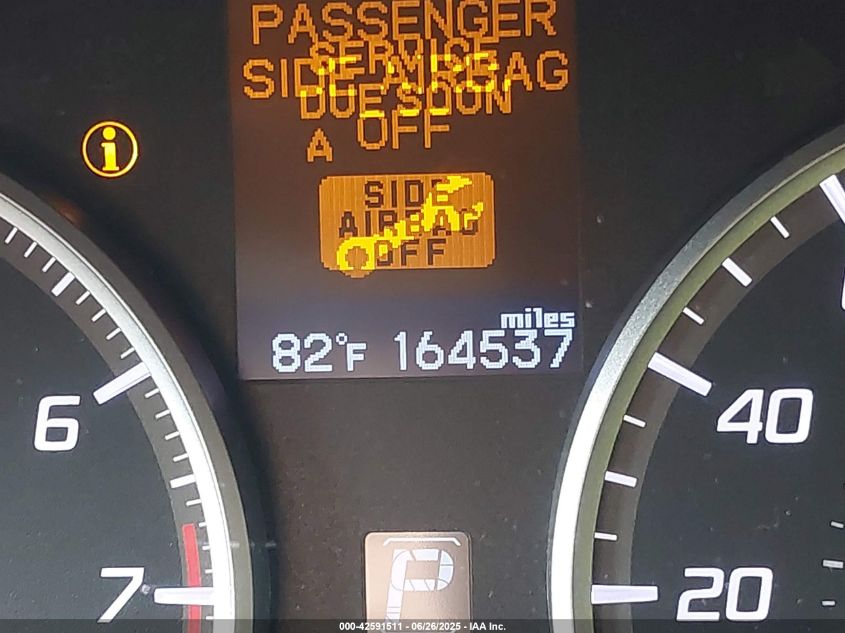 PASSENGER
SERVICE
SIDE AIRBAG
DUE SOON
A OFF
SIDE
AIRBAG
OFF
miles
82°F 164537
6
7
40
20
P
000-42591511 - 06/26/2025 - IAA Inc.